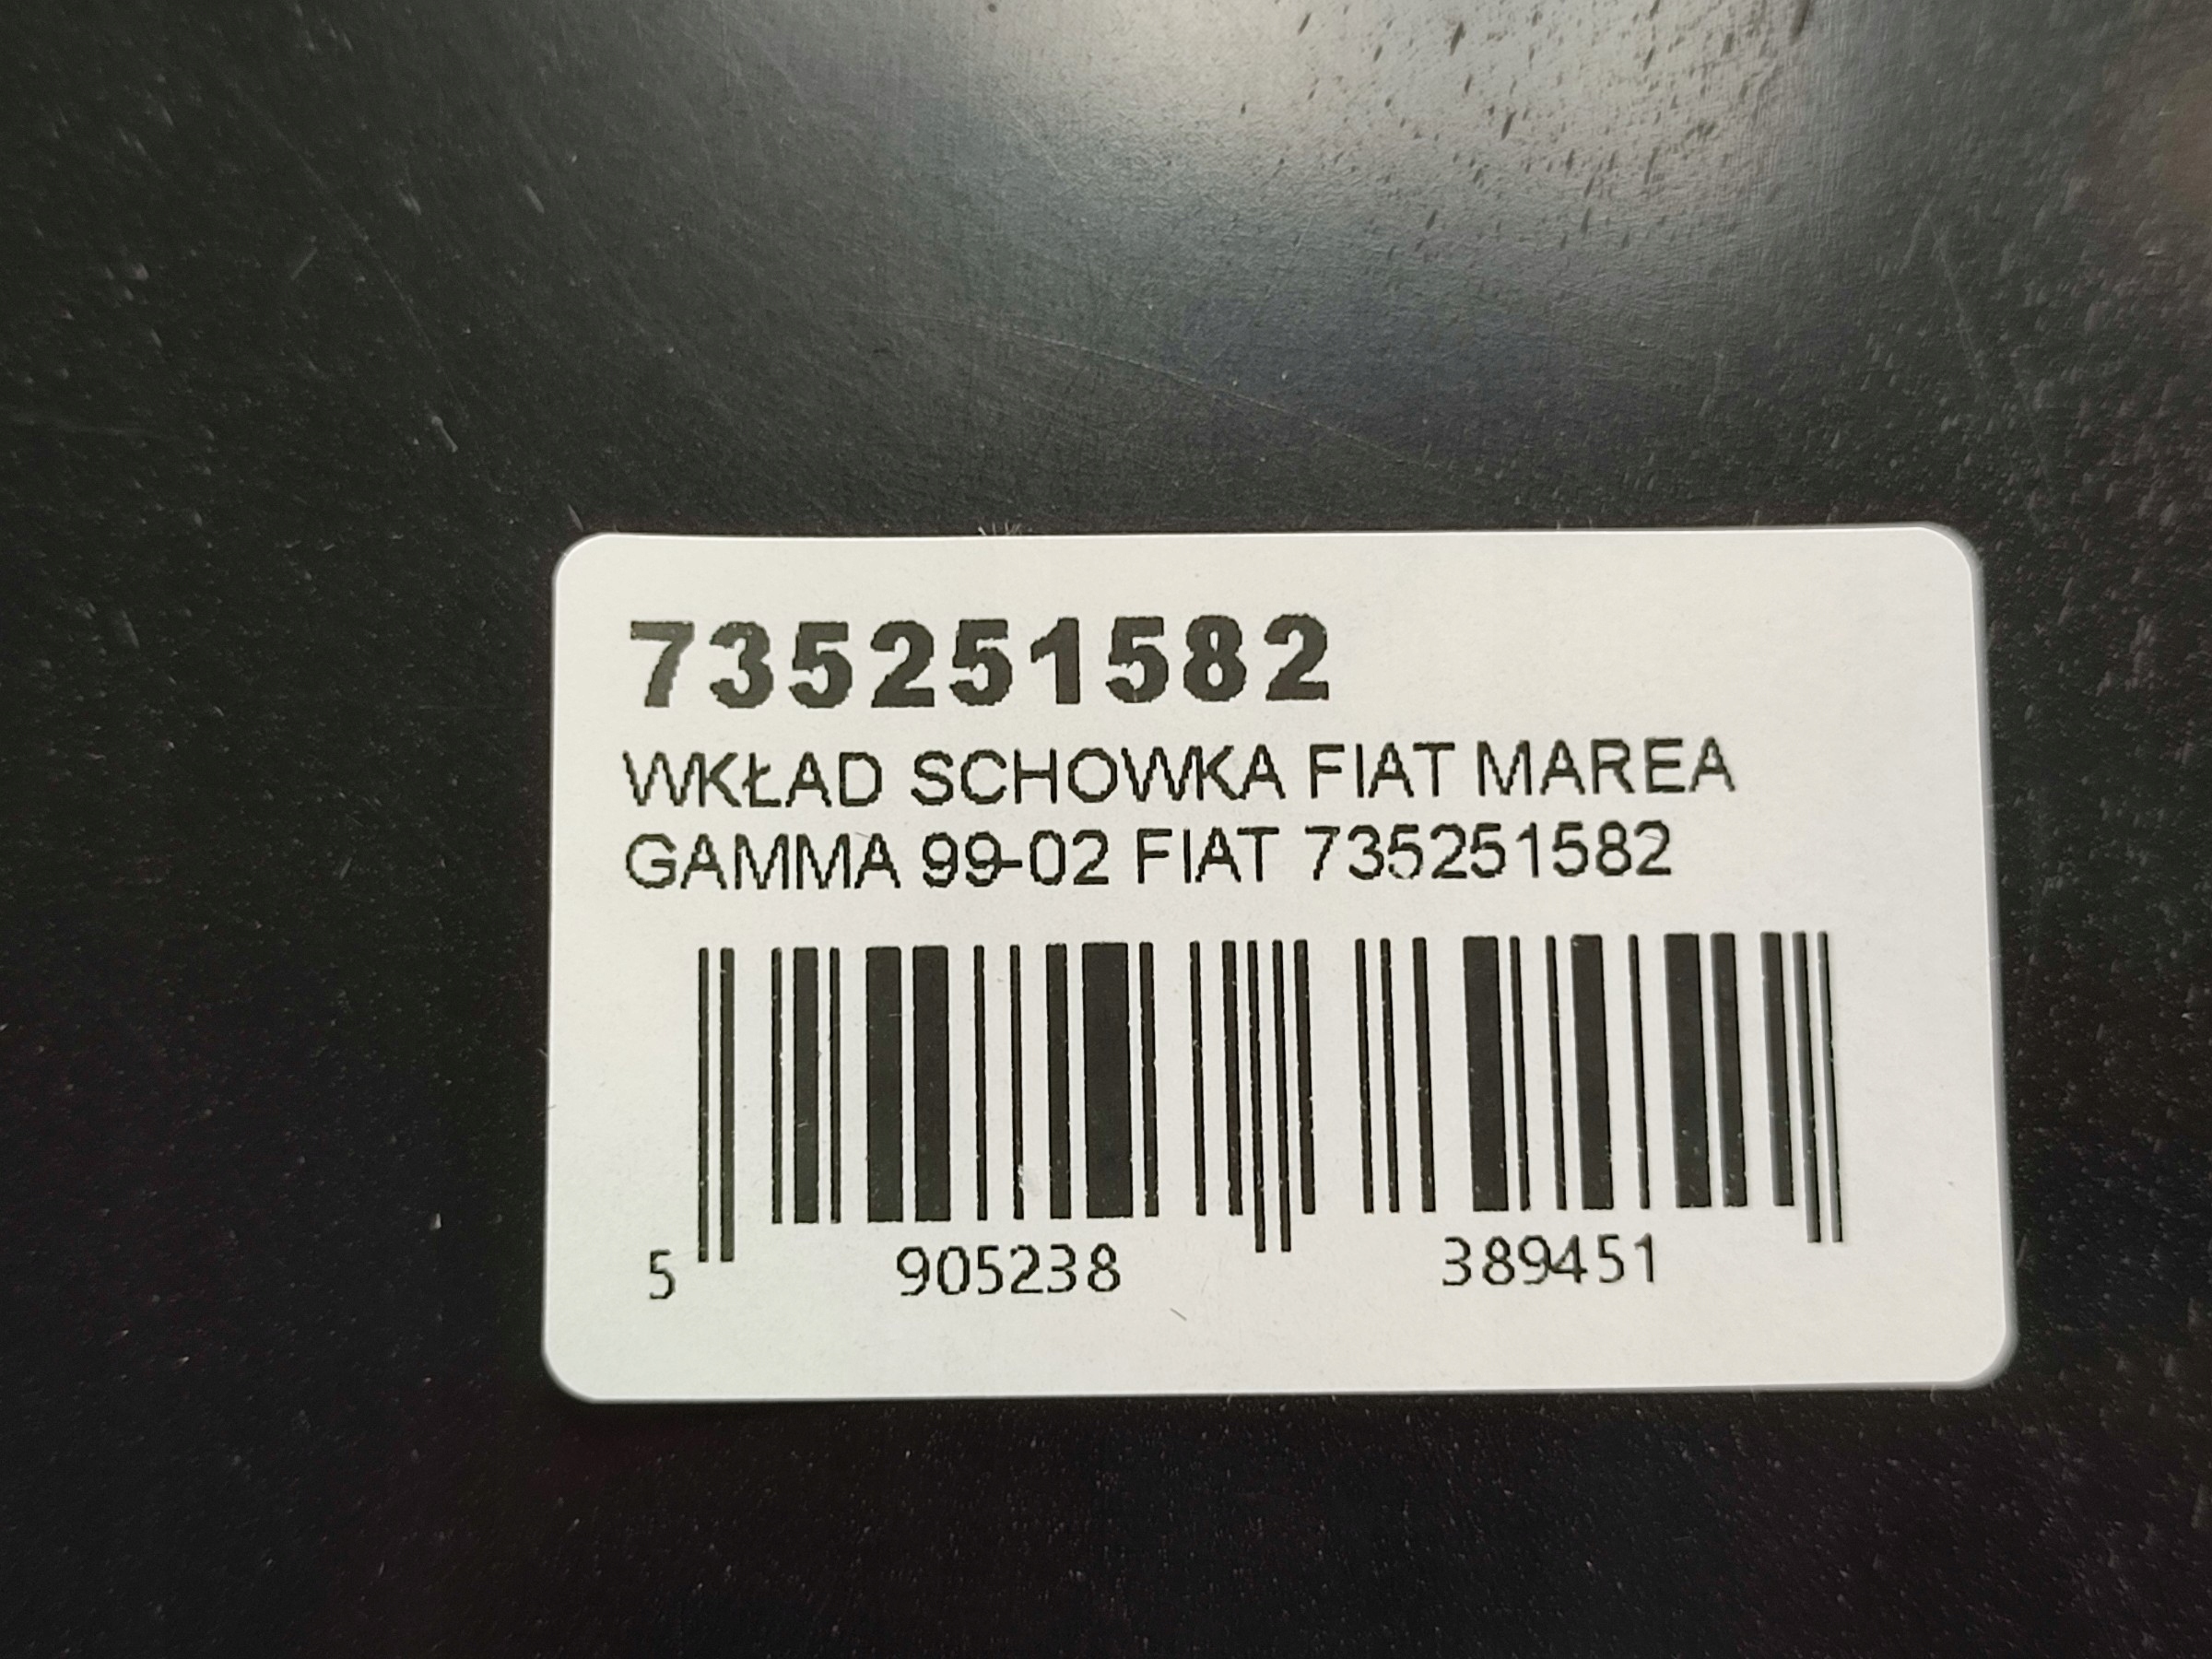 735251582
WKŁAD SCHOWKA FIAT MAREA
GAMMA 99-02 FIAT 735251582
5 905238 389451